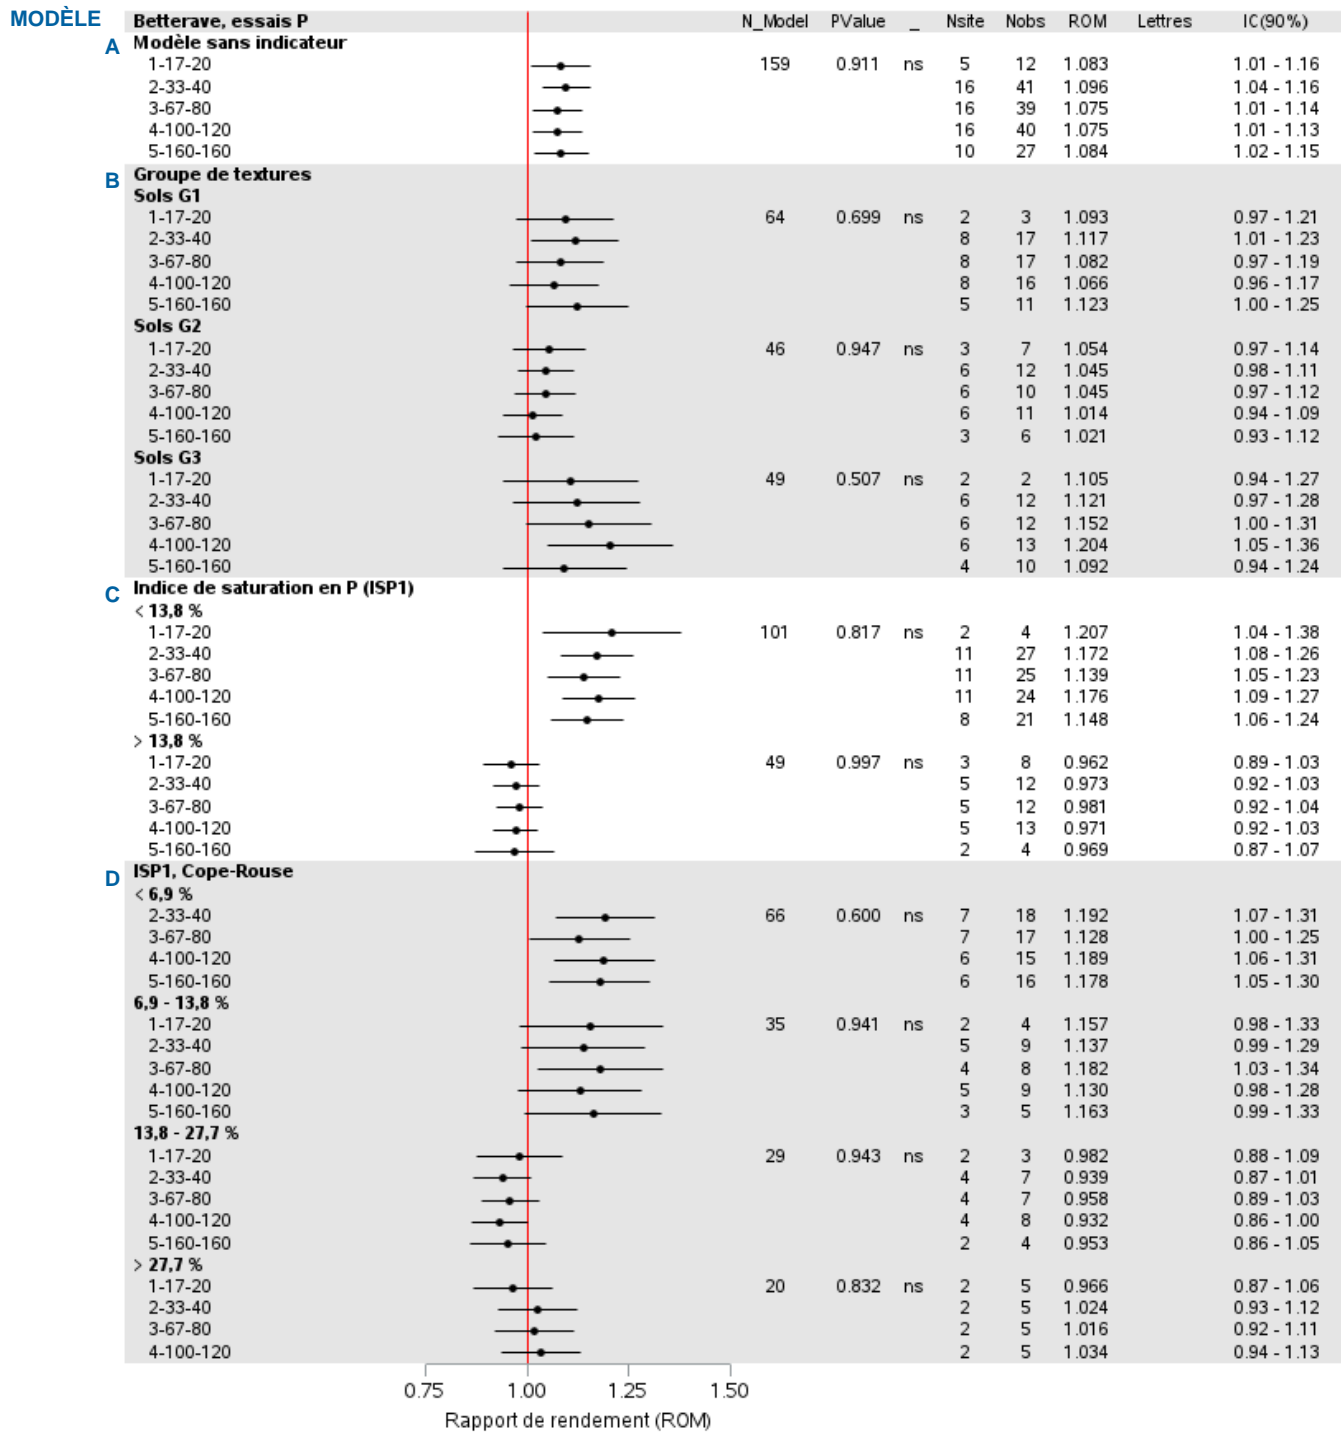 MODÈLE Betterave, essais P N_Model PValue _ Nsite Nobs ROM Lettres IC(90%)
A Modèle sans indicateur
1-17-20 159 0.911 ns 5 12 1.083 1.01 - 1.16
2-33-40 16 41 1.096 1.04 - 1.16
3-67-80 16 39 1.075 1.01 - 1.14
4-100-120 16 40 1.075 1.01 - 1.13
5-160-160 10 27 1.084 1.02 - 1.15
B Groupe de textures
Sols G1
1-17-20 64 0.699 ns 2 3 1.093 0.97 - 1.21
2-33-40 8 17 1.117 1.01 - 1.23
3-67-80 8 17 1.082 0.97 - 1.19
4-100-120 8 16 1.066 0.96 - 1.17
5-160-160 5 11 1.123 1.00 - 1.25
Sols G2
1-17-20 46 0.947 ns 3 7 1.054 0.97 - 1.14
2-33-40 6 12 1.045 0.98 - 1.11
3-67-80 6 10 1.045 0.97 - 1.12
4-100-120 6 11 1.014 0.94 - 1.09
5-160-160 3 6 1.021 0.93 - 1.12
Sols G3
1-17-20 49 0.507 ns 2 2 1.105 0.94 - 1.27
2-33-40 6 12 1.121 0.97 - 1.28
3-67-80 6 12 1.152 1.00 - 1.31
4-100-120 6 13 1.204 1.05 - 1.36
5-160-160 4 10 1.092 0.94 - 1.24
C Indice de saturation en P (ISP1)
< 13,8 %
1-17-20 101 0.817 ns 2 4 1.207 1.04 - 1.38
2-33-40 11 27 1.172 1.08 - 1.26
3-67-80 11 25 1.139 1.05 - 1.23
4-100-120 11 24 1.176 1.09 - 1.27
5-160-160 8 21 1.148 1.06 - 1.24
> 13,8 %
1-17-20 49 0.997 ns 3 8 0.962 0.89 - 1.03
2-33-40 5 12 0.973 0.92 - 1.03
3-67-80 5 12 0.981 0.92 - 1.04
4-100-120 5 13 0.971 0.92 - 1.03
5-160-160 2 4 0.969 0.87 - 1.07
D ISP1, Cope-Rouse
< 6,9 %
2-33-40 66 0.600 ns 7 18 1.192 1.07 - 1.31
3-67-80 7 17 1.128 1.00 - 1.25
4-100-120 6 15 1.189 1.06 - 1.31
5-160-160 6 16 1.178 1.05 - 1.30
6,9 - 13,8 %
1-17-20 35 0.941 ns 2 4 1.157 0.98 - 1.33
2-33-40 5 9 1.137 0.99 - 1.29
3-67-80 4 8 1.182 1.03 - 1.34
4-100-120 5 9 1.130 0.98 - 1.28
5-160-160 3 5 1.163 0.99 - 1.33
13,8 - 27,7 %
1-17-20 29 0.943 ns 2 3 0.982 0.88 - 1.09
2-33-40 4 7 0.939 0.87 - 1.01
3-67-80 4 7 0.958 0.89 - 1.03
4-100-120 4 8 0.932 0.86 - 1.00
5-160-160 2 4 0.953 0.86 - 1.05
> 27,7 %
1-17-20 20 0.832 ns 2 5 0.966 0.87 - 1.06
2-33-40 2 5 1.024 0.93 - 1.12
3-67-80 2 5 1.016 0.92 - 1.11
4-100-120 2 5 1.034 0.94 - 1.13
0.75 1.00 1.25 1.50
Rapport de rendement (ROM)